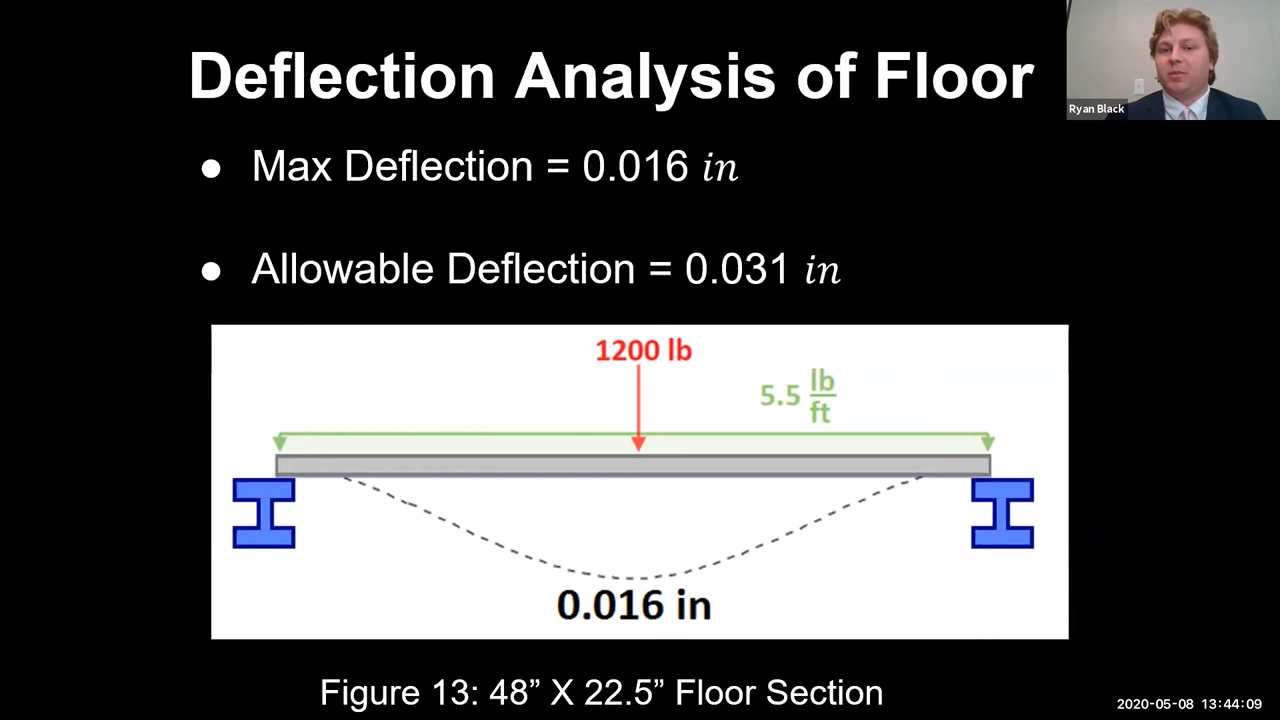 Deflection Analysis of Floor
Ryan Black
● Max Deflection = 0.016 in
● Allowable Deflection = 0.031 in
1200 lb
5.5 lb/ft
0.016 in
Figure 13: 48” X 22.5” Floor Section
2020-05-08 13:44:09